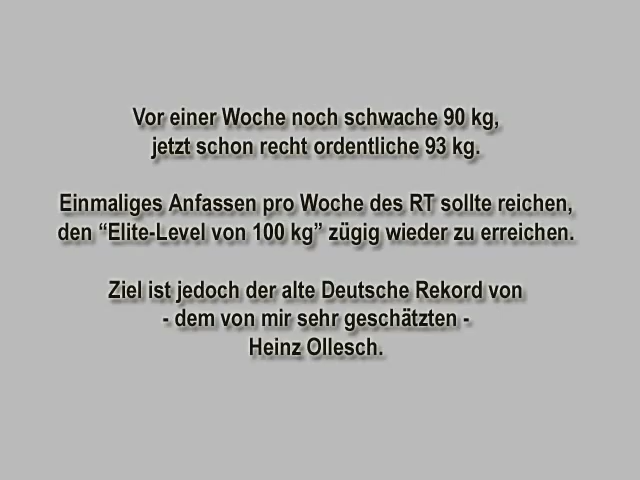 Vor einer Woche noch schwache 90 kg,
jetzt schon recht ordentliche 93 kg.
Einmaliges Anfassen pro Woche des RT sollte reichen,
den “Elite-Level von 100 kg” zügig wieder zu erreichen.
Ziel ist jedoch der alte Deutsche Rekord von
- dem von mir sehr geschätzten -
Heinz Ollesch.